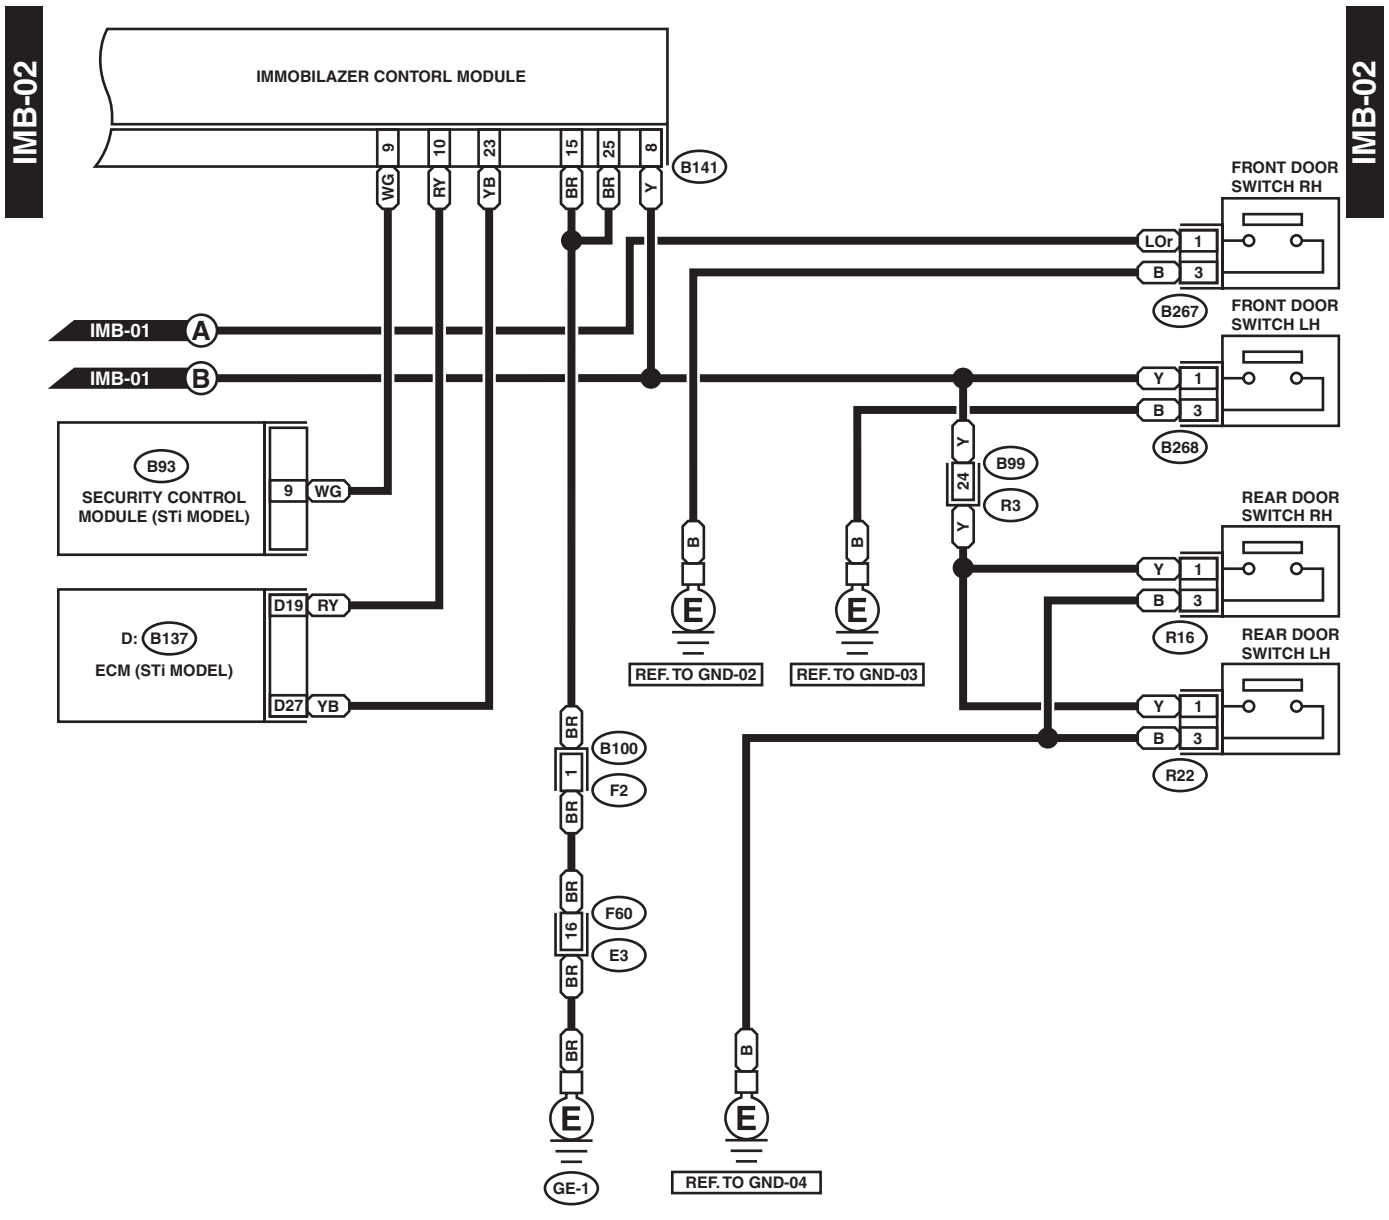 IMB-02
IMB-02
IMMOBILAZER CONTORL MODULE
9
10
23
15
25
8
B141
WG
RY
YB
BR
BR
Y
FRONT DOOR
SWITCH RH
LOr
1
B
3
B267
IMB-01
A
IMB-01
B
FRONT DOOR
SWITCH LH
Y
1
B
3
B268
B93
SECURITY CONTROL
MODULE (STi MODEL)
9
WG
Y
24
Y
B99
R3
REAR DOOR
SWITCH RH
Y
1
B
3
R16
D: B137
ECM (STi MODEL)
D19
RY
D27
YB
B
E
REF. TO GND-02
B
E
REF. TO GND-03
REAR DOOR
SWITCH LH
Y
1
B
3
R22
BR
1
BR
B100
F2
BR
16
BR
F60
E3
BR
E
GE-1
B
E
REF. TO GND-04